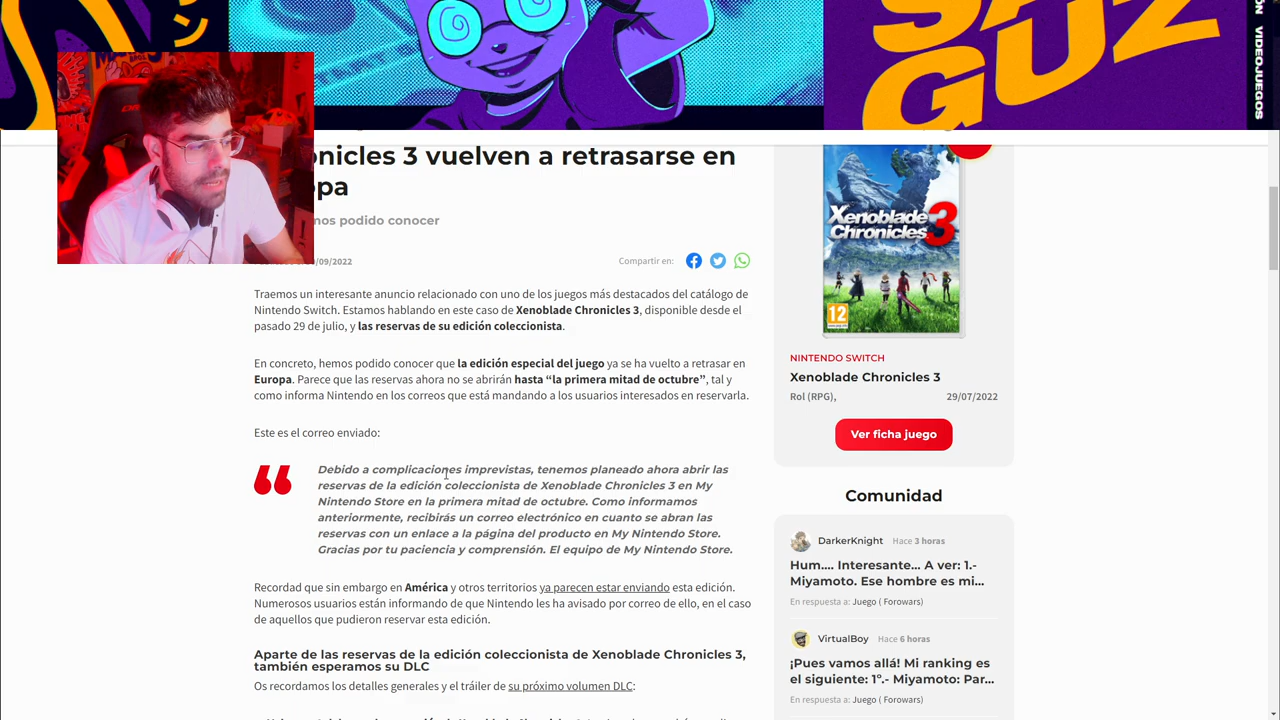 GUZ
VIDEOJUEGOS
onicles 3 vuelven a retrasarse en
opa
mos podido conocer
/09/2022
Compartir en:
Traemos un interesante anuncio relacionado con uno de los juegos más destacados del catálogo de
Nintendo Switch. Estamos hablando en este caso de Xenoblade Chronicles 3, disponible desde el
pasado 29 de julio, y las reservas de su edición coleccionista.
En concreto, hemos podido conocer que la edición especial del juego ya se ha vuelto a retrasar en
Europa. Parece que las reservas ahora no se abrirán hasta “la primera mitad de octubre”, tal y
como informa Nintendo en los correos que está mandando a los usuarios interesados en reservarla.
Este es el correo enviado:
Debido a complicaciones imprevistas, tenemos planeado ahora abrir las
reservas de la edición coleccionista de Xenoblade Chronicles 3 en My
Nintendo Store en la primera mitad de octubre. Como informamos
anteriormente, recibirás un correo electrónico en cuanto se abran las
reservas con un enlace a la página del producto en My Nintendo Store.
Gracias por tu paciencia y comprensión. El equipo de My Nintendo Store.
Recordad que sin embargo en América y otros territorios ya parecen estar enviando esta edición.
Numerosos usuarios están informando de que Nintendo les ha avisado por correo de ello, en el caso
de aquellos que pudieron reservar esta edición.
Aparte de las reservas de la edición coleccionista de Xenoblade Chronicles 3,
también esperamos su DLC
Os recordamos los detalles generales y el tráiler de su próximo volumen DLC:
Xenoblade
Chronicles 3
12
NINTENDO SWITCH
Xenoblade Chronicles 3
Rol (RPG),
29/07/2022
Ver ficha juego
Comunidad
DarkerKnight Hace 3 horas
Hum.... Interesante... A ver: 1.-
Miyamoto. Ese hombre es mi...
En respuesta a: Juego ( Forowars)
VirtualBoy Hace 6 horas
¡Pues vamos allá! Mi ranking es
el siguiente: 1º.- Miyamoto: Par...
En respuesta a: Juego ( Forowars)